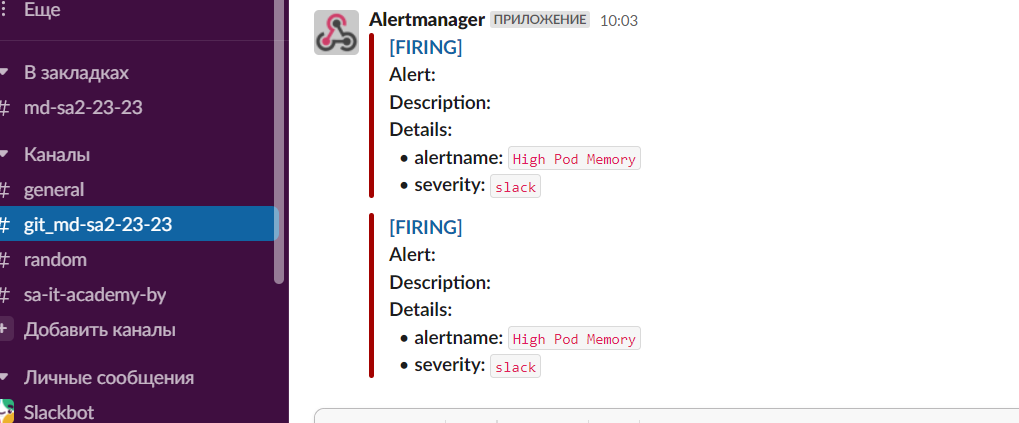 Еще
В закладках
# md-sa2-23-23
Каналы
# general
# git_md-sa2-23-23
# random
# sa-it-academy-by
+ Добавить каналы
Личные сообщения
Slackbot
Alertmanager ПРИЛОЖЕНИЕ 10:03
[FIRING]
Alert:
Description:
Details:
• alertname: High Pod Memory
• severity: slack
[FIRING]
Alert:
Description:
Details:
• alertname: High Pod Memory
• severity: slack